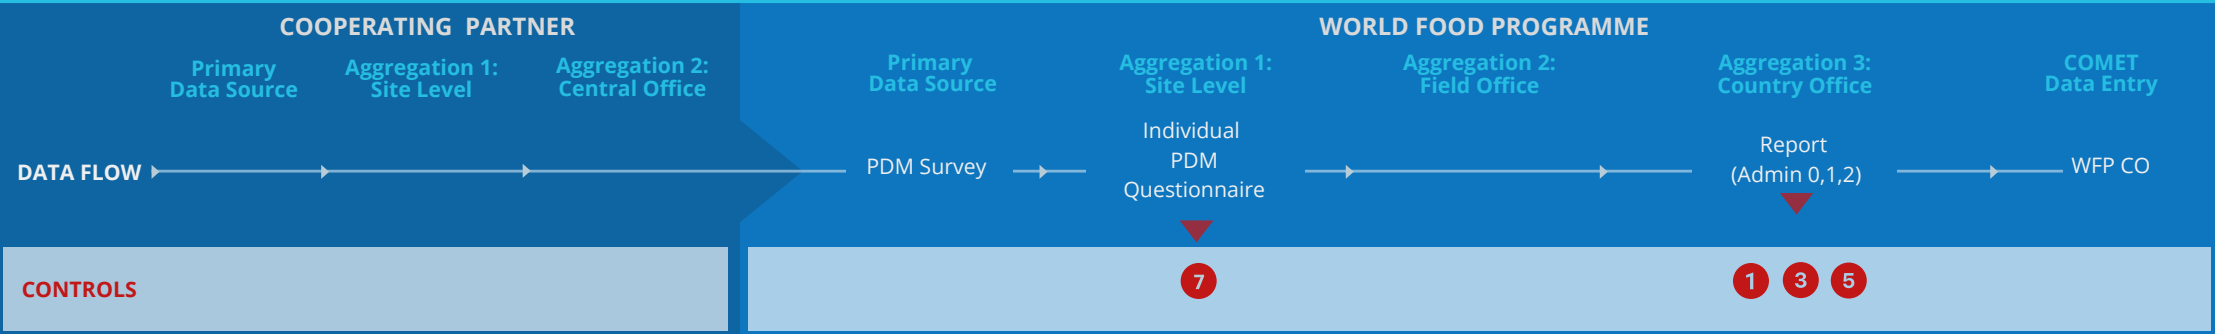 COOPERATING PARTNER
WORLD FOOD PROGRAMME
Primary
Data Source
Aggregation 1:
Site Level
Aggregation 2:
Central Office
Primary
Data Source
Aggregation 1:
Site Level
Aggregation 2:
Field Office
Aggregation 3:
Country Office
COMET
Data Entry
DATA FLOW
PDM Survey
Individual
PDM
Questionnaire
Report
(Admin 0,1,2)
WFP CO
CONTROLS
7
1 3 5